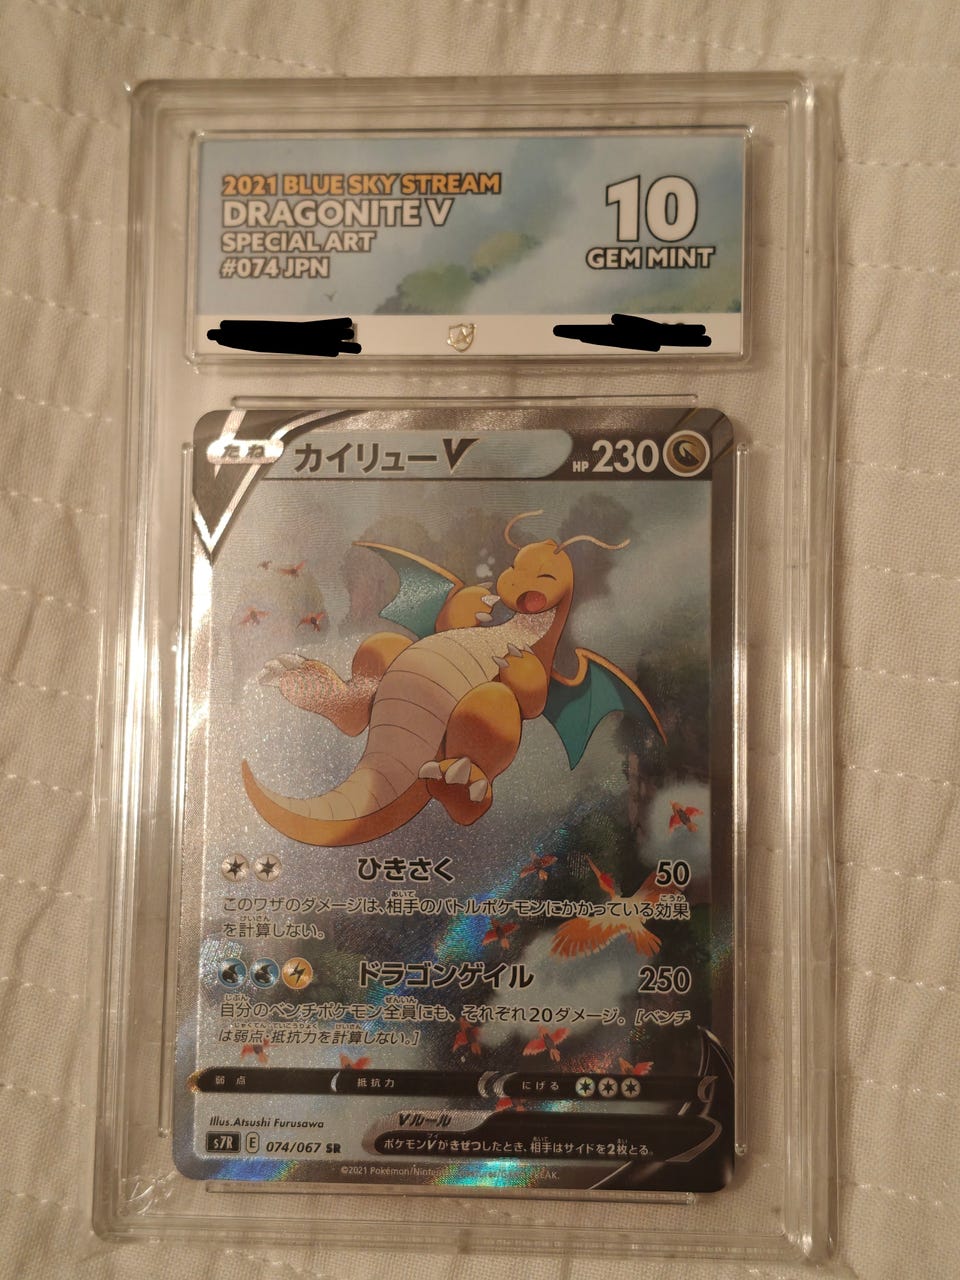 2021 BLUE SKY STREAM
DRAGONITE V
SPECIAL ART
#074 JPN
10
GEM MINT
たね
カイリューV
HP 230
ひきさく 50
このワザのダメージは、相手のバトルポケモンにかかっている効果
を計算しない。
ドラゴンゲイル 250
自分のベンチポケモン全員にも、それぞれ20ダメージ。[ベンチ
は弱点・抵抗力を計算しない。]
弱点 抵抗力 にげる
Illus.Atsushi Furusawa
Vルール
s7R E 074/067 SR
ポケモンVがきぜつしたとき、相手はサイドを2枚とる。
©2021 Pokémon/Nintendo